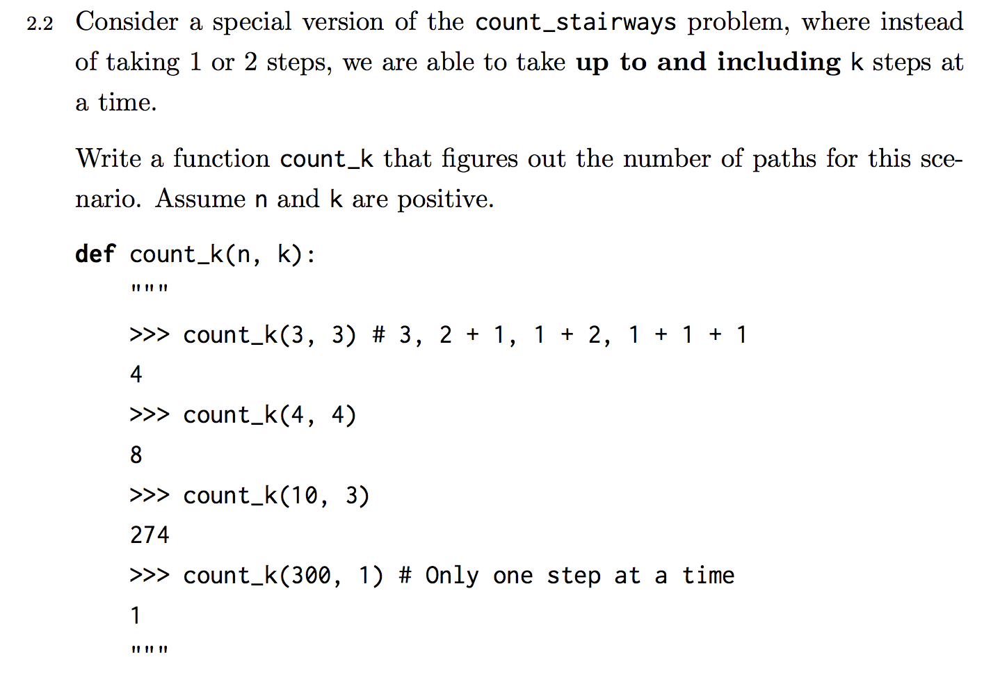 2.2 Consider a special version of the count_stairways problem, where instead
of taking 1 or 2 steps, we are able to take up to and including k steps at
a time.
Write a function count_k that figures out the number of paths for this sce-
nario. Assume n and k are positive.
def count_k(n, k):
"""
>>> count_k(3, 3) # 3, 2 + 1, 1 + 2, 1 + 1 + 1
4
>>> count_k(4, 4)
8
>>> count_k(10, 3)
274
>>> count_k(300, 1) # Only one step at a time
1
"""